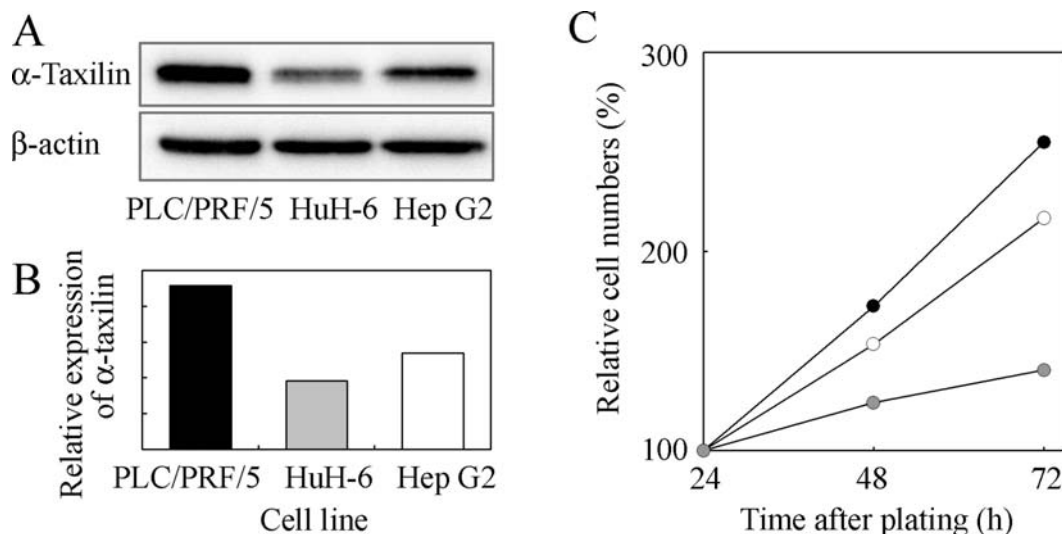 A
α-Taxilin
β-actin
PLC/PRF/5 HuH-6 Hep G2
B
Relative expression
of α-taxilin
PLC/PRF/5 HuH-6 Hep G2
Cell line
C
Relative cell numbers (%)
300
200
100
24 48 72
Time after plating (h)